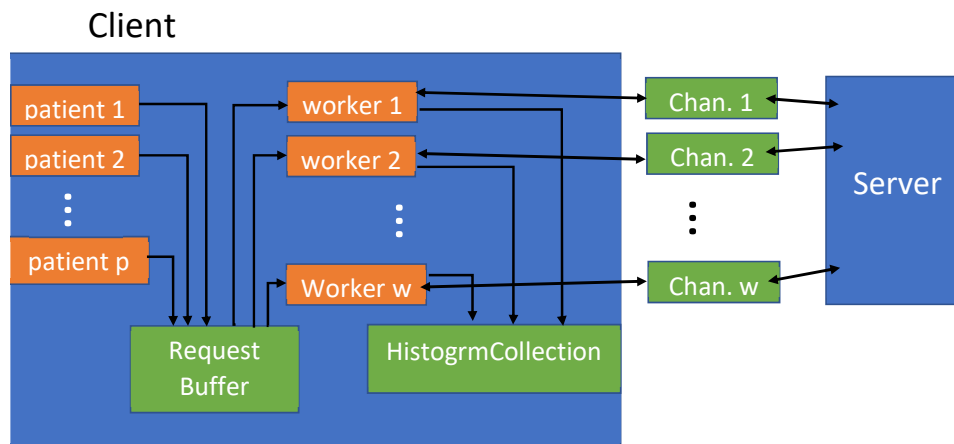 Client
patient 1
worker 1
Chan. 1
patient 2
worker 2
Chan. 2
Server
patient p
Worker w
Chan. w
Request
Buffer
HistogrmCollection